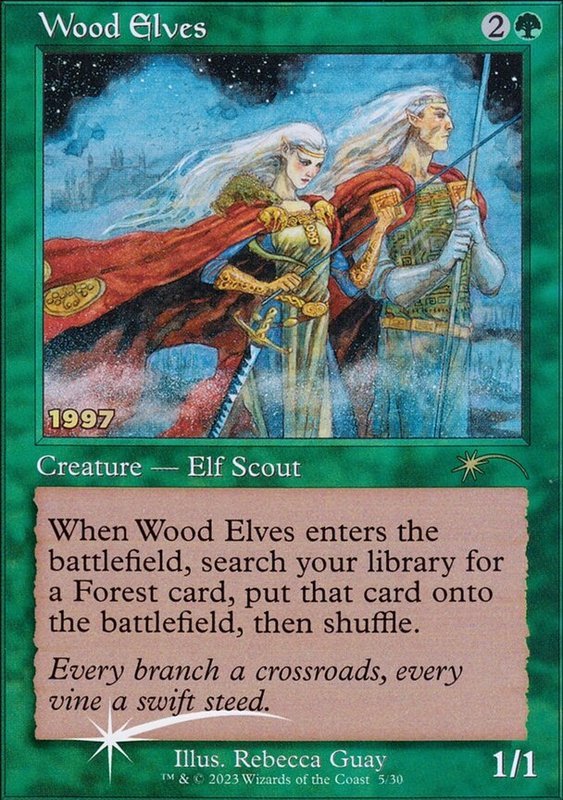 Wood Elves 2
1997
Creature — Elf Scout
When Wood Elves enters the
battlefield, search your library for
a Forest card, put that card onto
the battlefield, then shuffle.
Every branch a crossroads, every
vine a swift steed.
Illus. Rebecca Guay
™ & © 2023 Wizards of the Coast 5/30
1/1